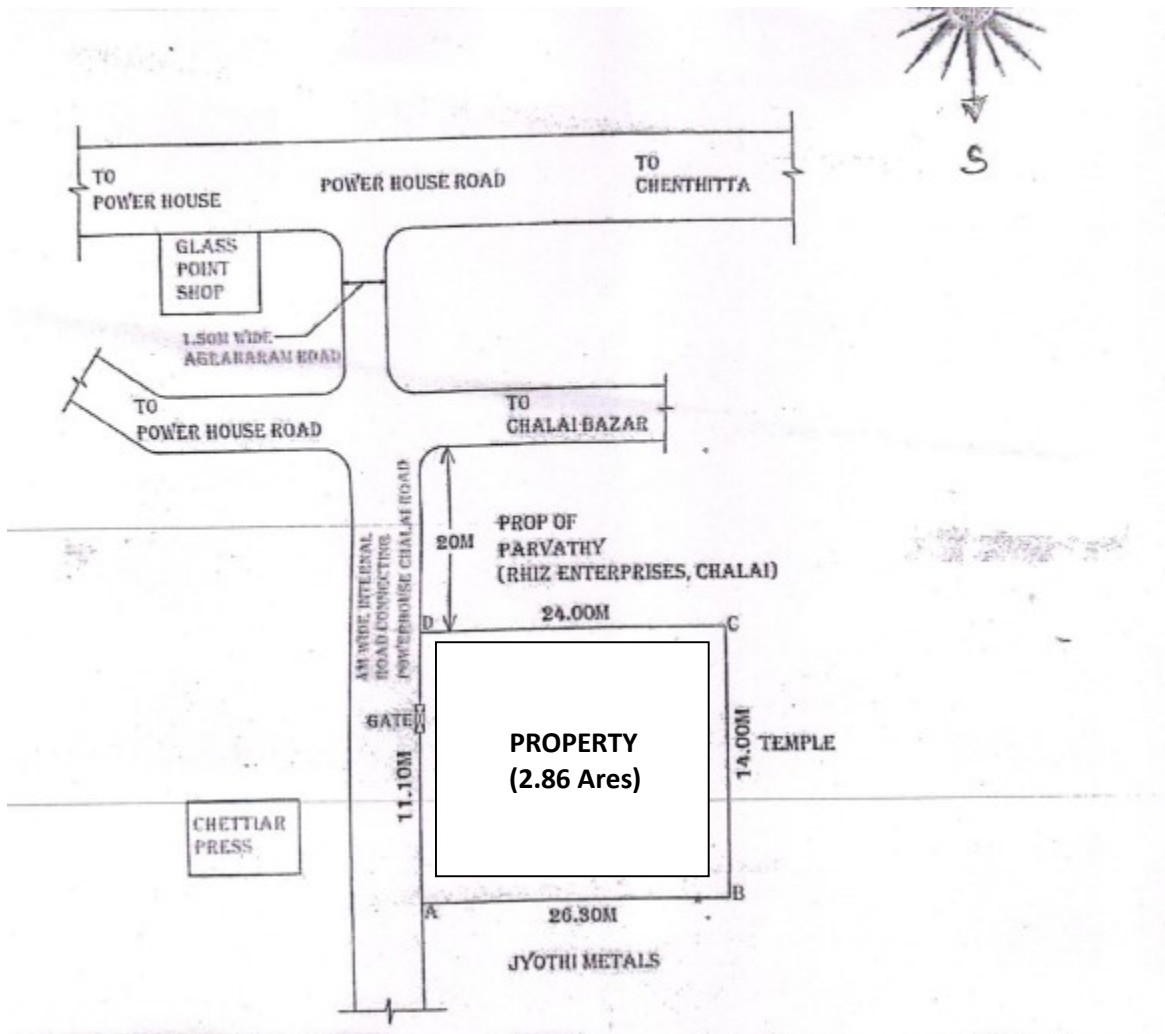 S
TO
POWER HOUSE
POWER HOUSE ROAD
TO
CHENTHITTA
GLASS
POINT
SHOP
1.50M WIDE
AGRAHARAM ROAD
TO
POWER HOUSE ROAD
TO
CHALAI BAZAR
4M WIDE INTERNAL
ROAD CONNECTING
POWERHOUSE CHALAI ROAD
20M
PROP OF
PARVATHY
(RHIZ ENTERPRISES, CHALAI)
24.00M
D
C
GATE
PROPERTY
(2.86 Ares)
14.00M
TEMPLE
11.10M
CHETTIAR
PRESS
A
B
26.30M
JYOTHI METALS